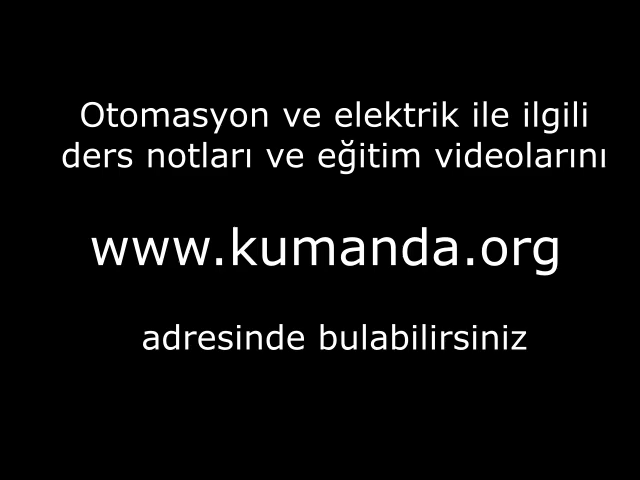 Otomasyon ve elektrik ile ilgili
ders notları ve eğitim videolarını
www.kumanda.org
adresinde bulabilirsiniz